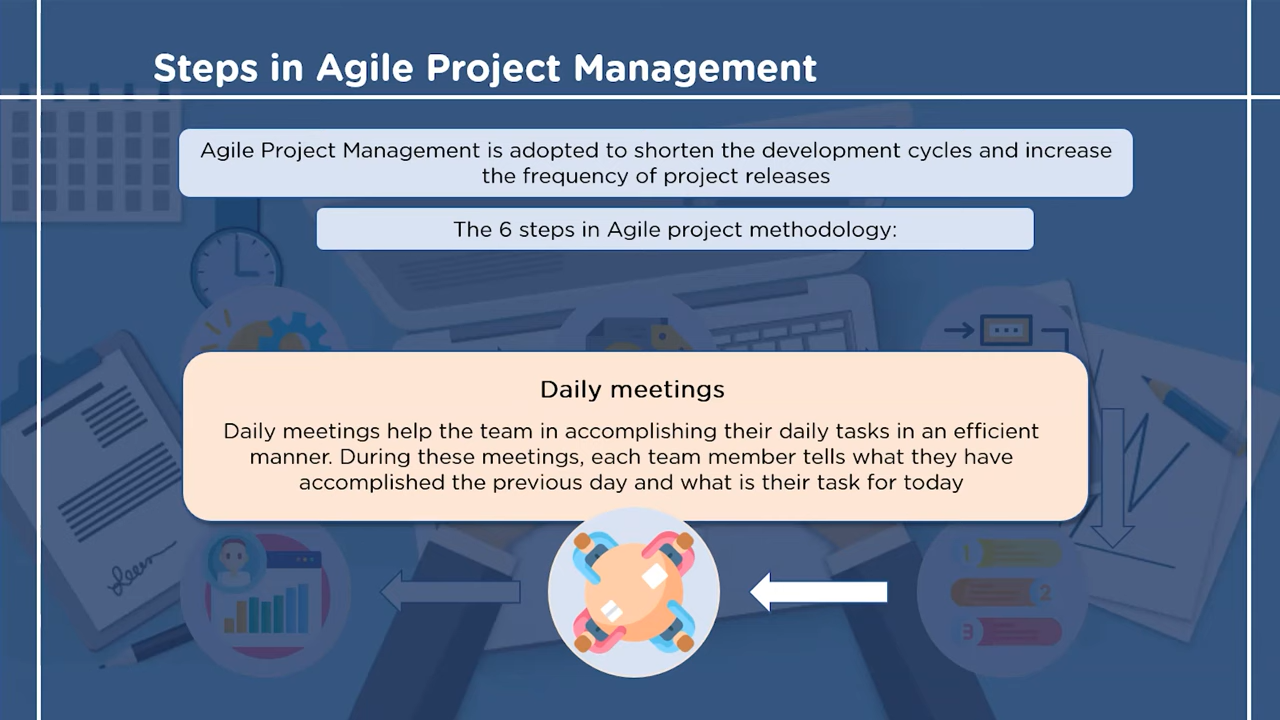 Steps in Agile Project Management
Agile Project Management is adopted to shorten the development cycles and increase
the frequency of project releases
The 6 steps in Agile project methodology:
Daily meetings
Daily meetings help the team in accomplishing their daily tasks in an efficient
manner. During these meetings, each team member tells what they have
accomplished the previous day and what is their task for today
1
2
3